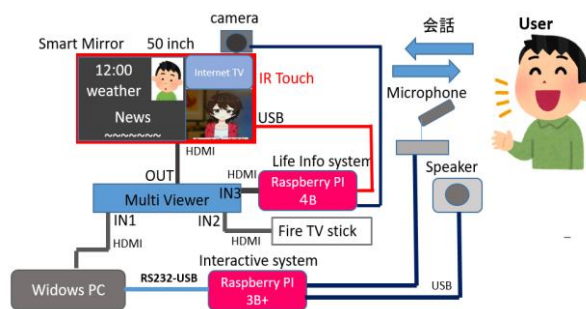 camera
会話
User
Smart Mirror 50 inch
12:00
weather
News
~~~~~~~
Internet TV
IR Touch
USB
Microphone
HDMI
OUT
Life Info system
HDMI
IN3
Raspberry PI
4B
Speaker
Multi Viewer
IN1
IN2
HDMI
HDMI
Fire TV stick
Interactive system
Widows PC
RS232-USB
Raspberry PI
3B+
USB